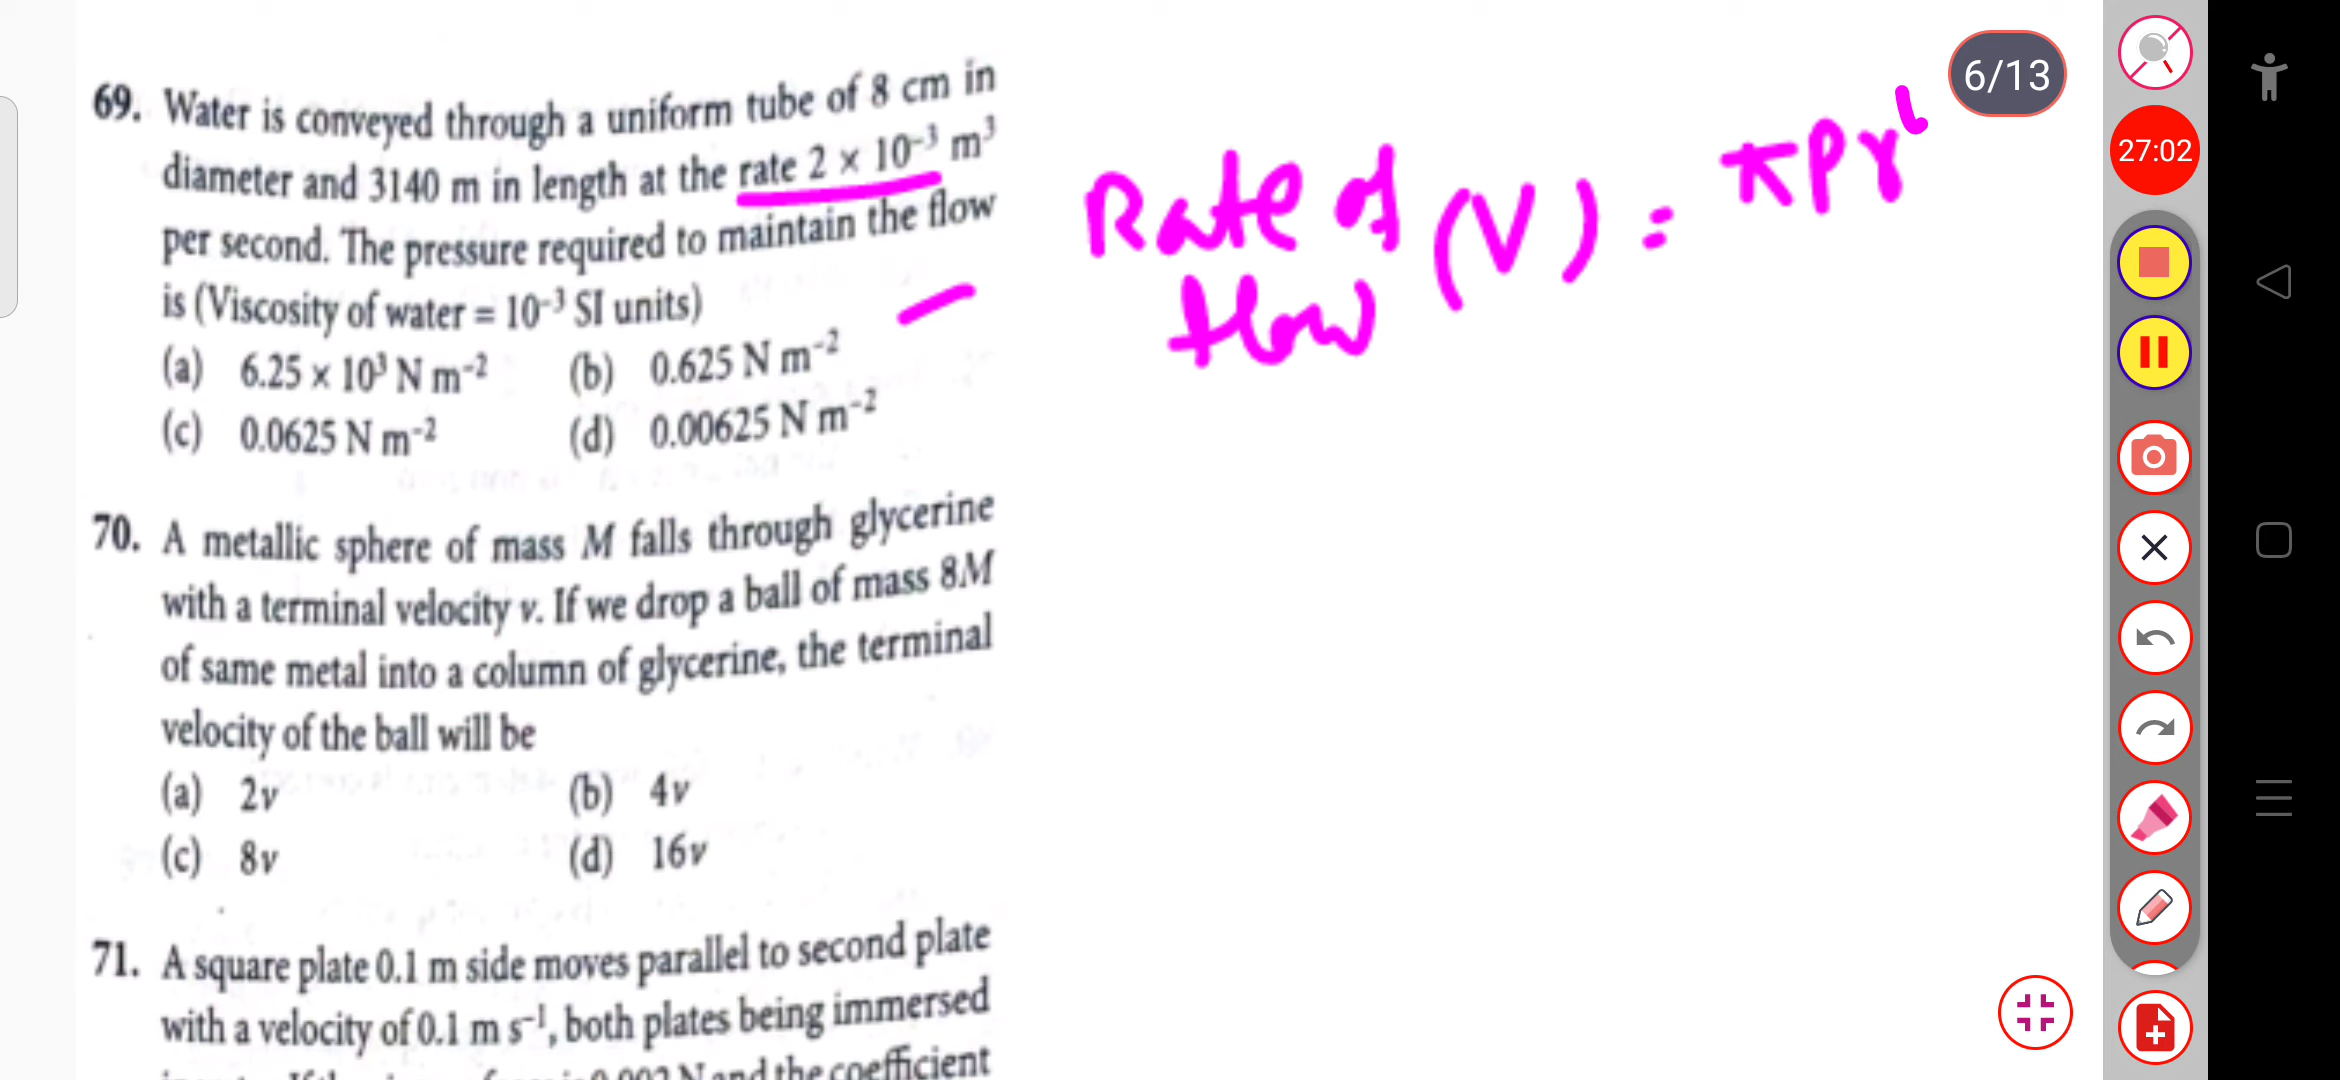 69. Water is conveyed through a uniform tube of 8 cm in
diameter and 3140 m in length at the rate 2 × 10⁻³ m³
per second. The pressure required to maintain the flow
is (Viscosity of water = 10⁻³ SI units)
(a) 6.25 × 10³ N m⁻² (b) 0.625 N m⁻²
(c) 0.0625 N m⁻² (d) 0.00625 N m⁻²
70. A metallic sphere of mass M falls through glycerine
with a terminal velocity v. If we drop a ball of mass 8M
of same metal into a column of glycerine, the terminal
velocity of the ball will be
(a) 2v (b) 4v
(c) 8v (d) 16v
71. A square plate 0.1 m side moves parallel to second plate
with a velocity of 0.1 m s⁻¹, both plates being immersed
0.002 N and the coefficient
Rate of (V) = πPr
flow
6/13
27:02